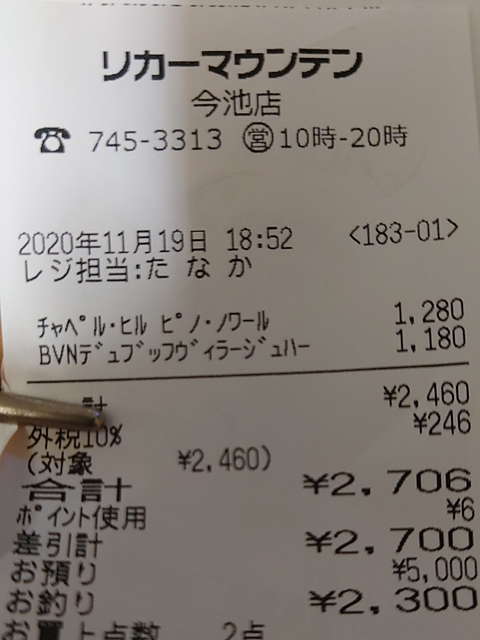 リカーマウンテン
今池店
☎ 745-3313 ㊂10時-20時
2020年11月19日 18:52 <183-01>
レジ担当:た な か
ﾁｬﾍﾟﾙ･ﾋﾙ ﾋﾟﾉ･ﾉﾜｰﾙ 1,280
BVNﾃﾞｭﾌﾞｯﾌｳﾞｨﾗｰｼﾞｭﾊﾞｰ 1,180
計 ¥2,460
外税10% ¥246
(対象 ¥2,460)
合計 ¥2,706
ﾎﾟｲﾝﾄ使用 ¥6
差引計 ¥2,700
お預り ¥5,000
お釣り ¥2,300
お買上点数 2点